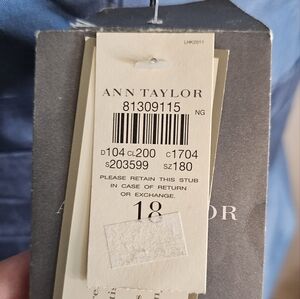 LHK2011
ANN TAYLOR
81309115
NG
D104 CL200 C1704
S203599 SZ180
PLEASE RETAIN THIS STUB
IN CASE OF RETURN
OR EXCHANGE.
18
OR